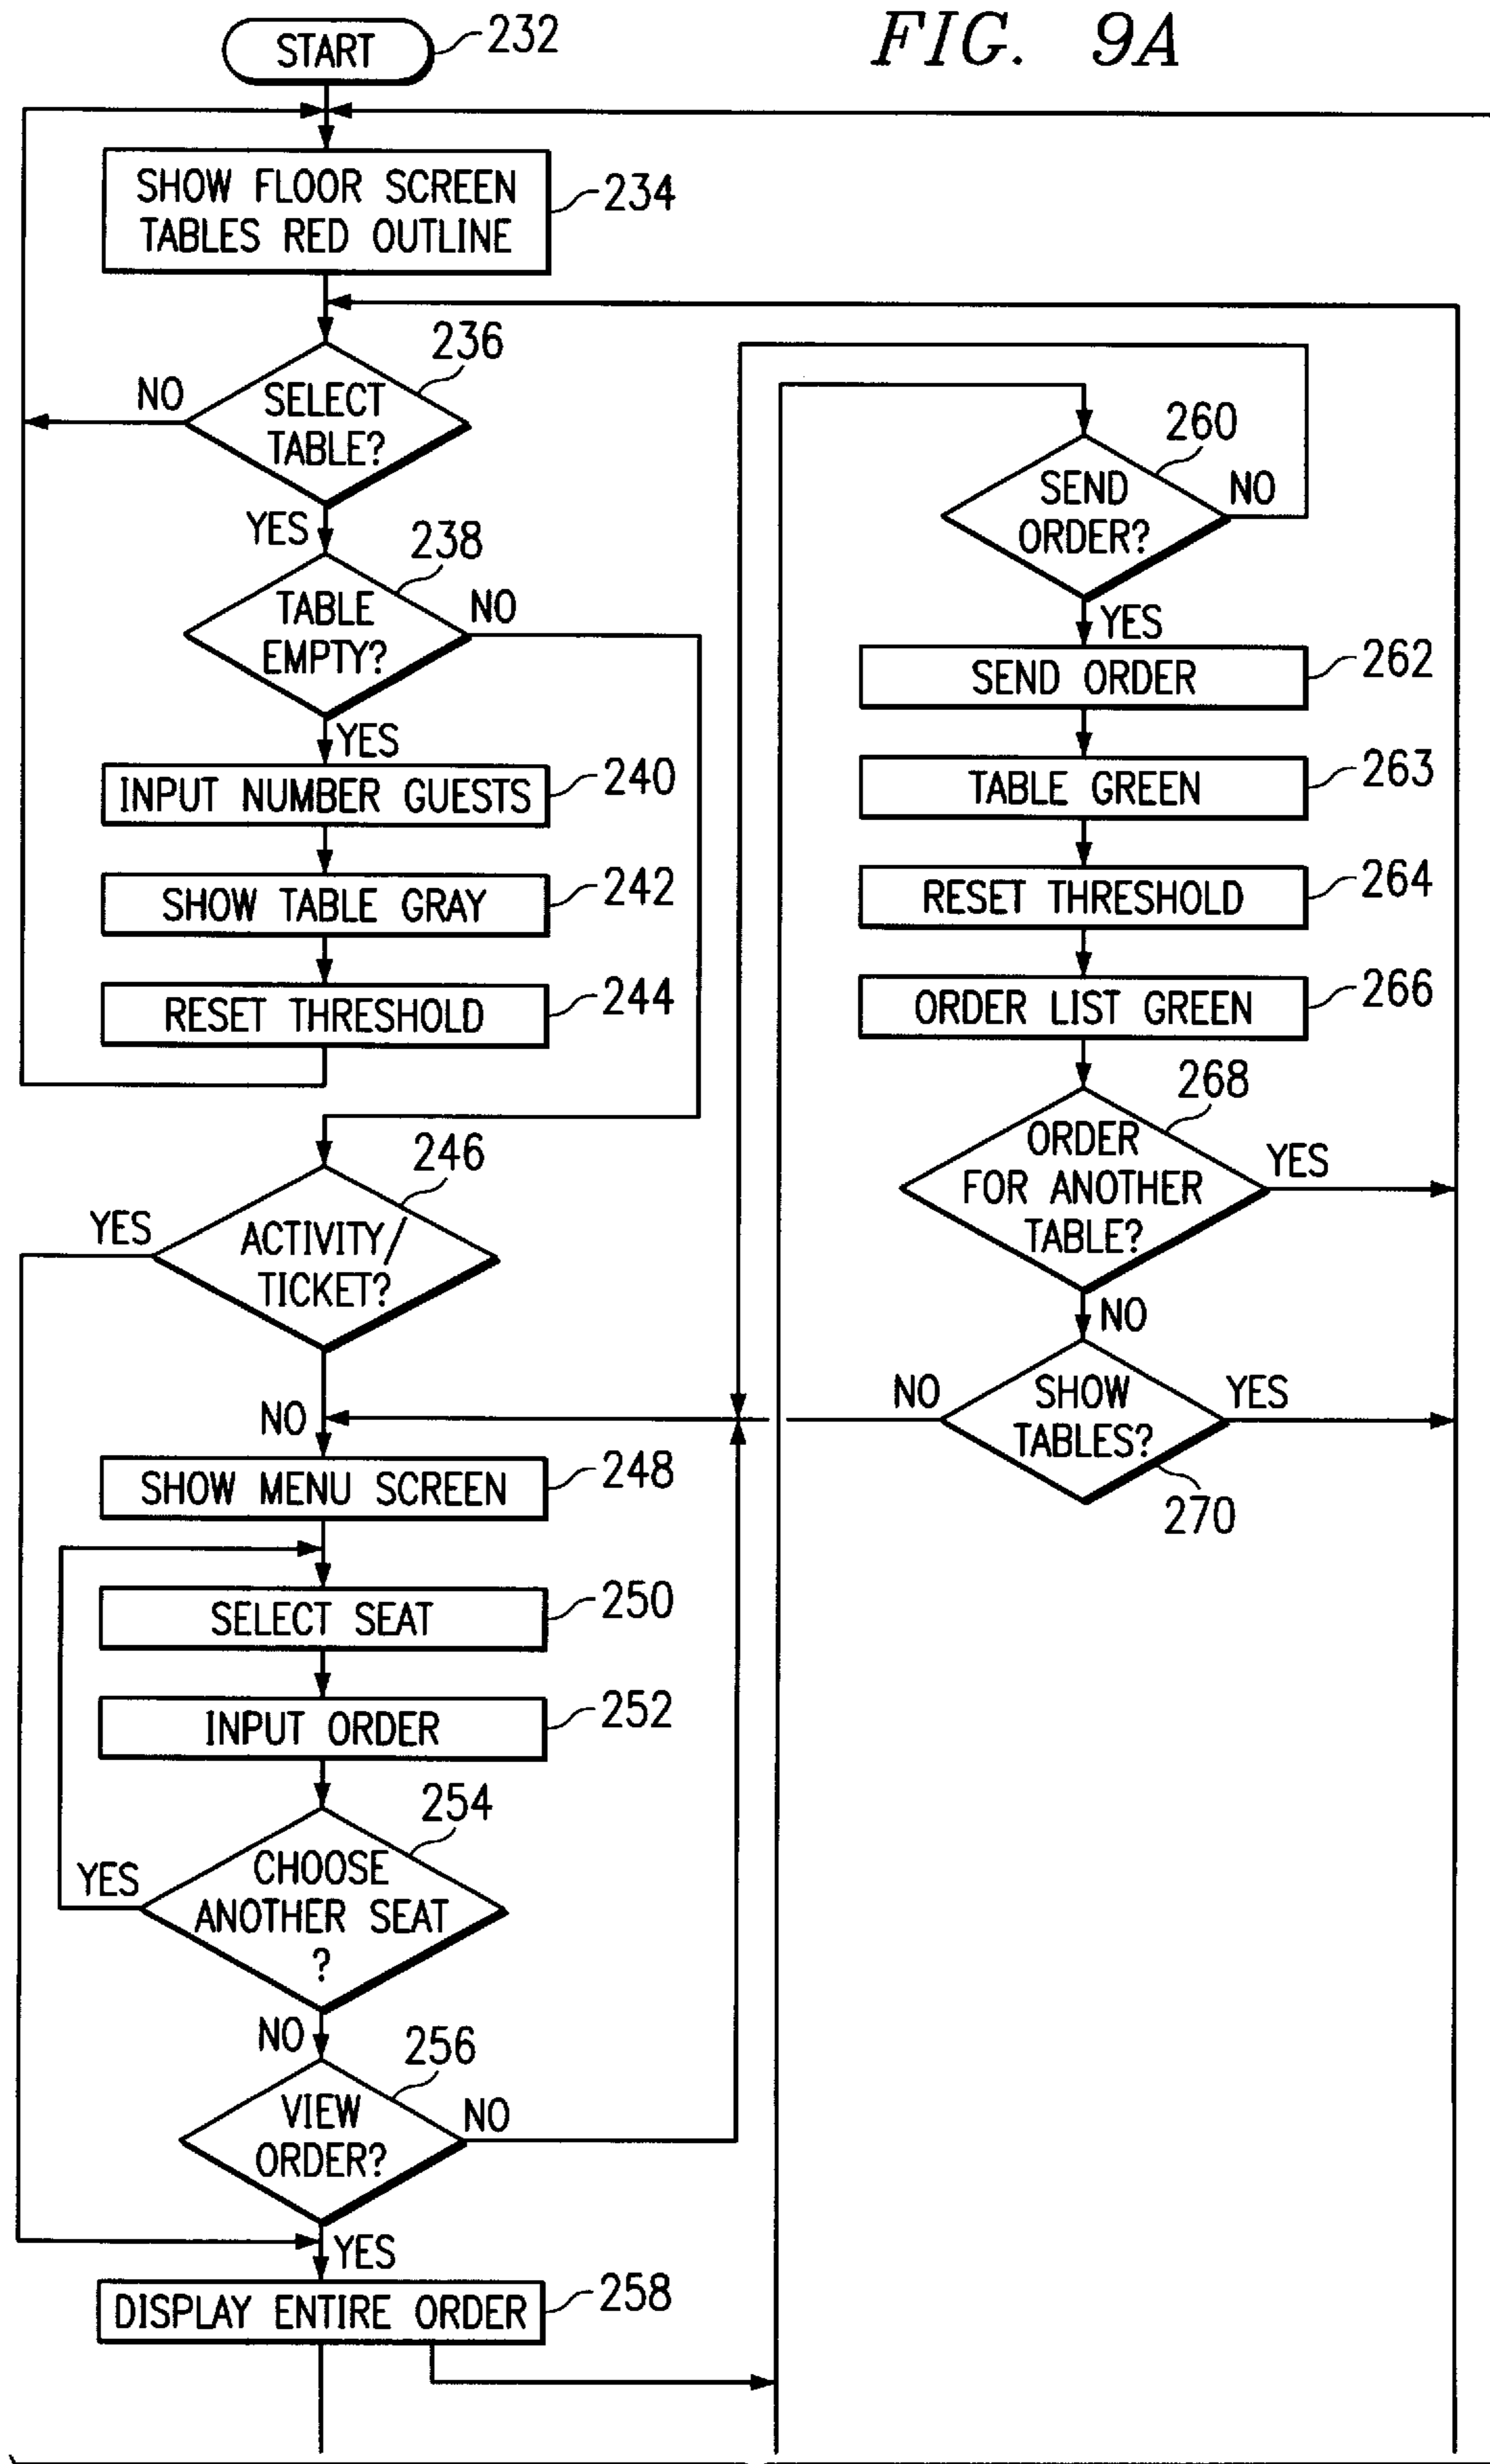 FIG. 9A
START
232
SHOW FLOOR SCREEN
TABLES RED OUTLINE
234
236
NO
SELECT
TABLE?
YES
238
TABLE
EMPTY?
NO
YES
INPUT NUMBER GUESTS
240
SHOW TABLE GRAY
242
RESET THRESHOLD
244
246
YES
ACTIVITY/
TICKET?
NO
SHOW MENU SCREEN
248
SELECT SEAT
250
INPUT ORDER
252
254
YES
CHOOSE
ANOTHER SEAT
?
NO
256
VIEW
ORDER?
NO
YES
DISPLAY ENTIRE ORDER
258
260
SEND
ORDER?
NO
YES
SEND ORDER
262
TABLE GREEN
263
RESET THRESHOLD
264
ORDER LIST GREEN
266
268
ORDER
FOR ANOTHER
TABLE?
YES
NO
NO
SHOW
TABLES?
YES
270